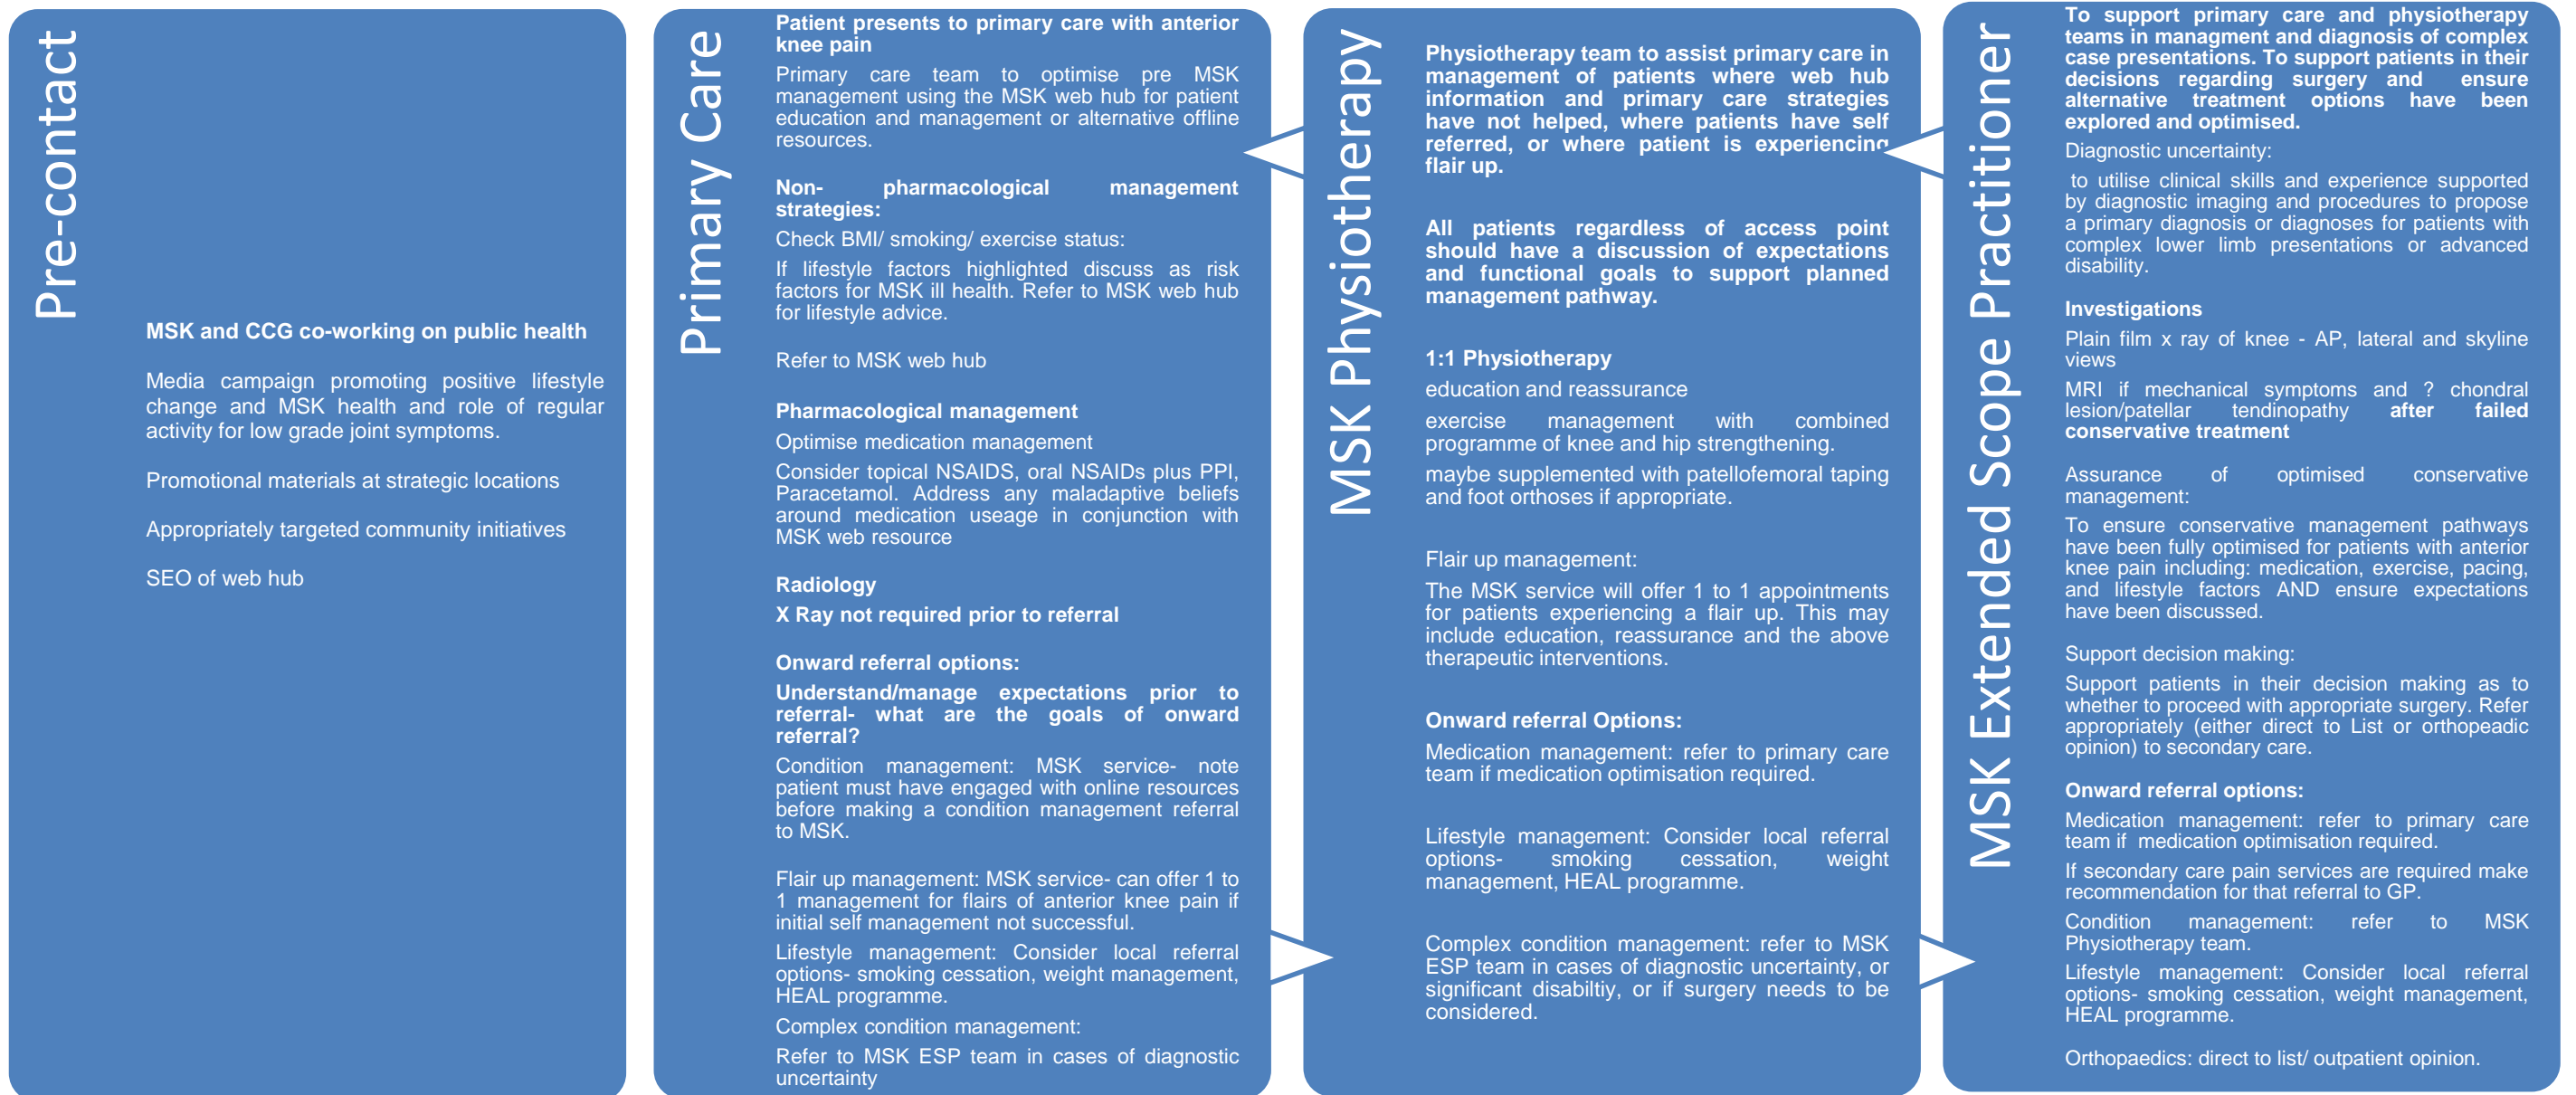 Pre-contact
MSK and CCG co-working on public health
Media campaign promoting positive lifestyle
change and MSK health and role of regular
activity for low grade joint symptoms.
Promotional materials at strategic locations
Appropriately targeted community initiatives
SEO of web hub
Primary Care
Patient presents to primary care with anterior
knee pain
Primary care team to optimise pre MSK
management using the MSK web hub for patient
education and management or alternative offline
resources.
Non- pharmacological management
strategies:
Check BMI/ smoking/ exercise status:
If lifestyle factors highlighted discuss as risk
factors for MSK ill health. Refer to MSK web hub
for lifestyle advice.
Refer to MSK web hub
Pharmacological management
Optimise medication management
Consider topical NSAIDS, oral NSAIDs plus PPI,
Paracetamol. Address any maladaptive beliefs
around medication useage in conjunction with
MSK web resource
Radiology
X Ray not required prior to referral
Onward referral options:
Understand/manage expectations prior to
referral- what are the goals of onward
referral?
Condition management: MSK service- note
patient must have engaged with online resources
before making a condition management referral
to MSK.
Flair up management: MSK service- can offer 1 to
1 management for flairs of anterior knee pain if
initial self management not successful.
Lifestyle management: Consider local referral
options- smoking cessation, weight management,
HEAL programme.
Complex condition management:
Refer to MSK ESP team in cases of diagnostic
uncertainty
MSK Physiotherapy
Physiotherapy team to assist primary care in
management of patients where web hub
information and primary care strategies
have not helped, where patients have self
referred, or where patient is experiencing
flair up.
All patients regardless of access point
should have a discussion of expectations
and functional goals to support planned
management pathway.
1:1 Physiotherapy
education and reassurance
exercise management with combined
programme of knee and hip strengthening.
maybe supplemented with patellofemoral taping
and foot orthoses if appropriate.
Flair up management:
The MSK service will offer 1 to 1 appointments
for patients experiencing a flair up. This may
include education, reassurance and the above
therapeutic interventions.
Onward referral Options:
Medication management: refer to primary care
team if medication optimisation required.
Lifestyle management: Consider local referral
options- smoking cessation, weight
management, HEAL programme.
Complex condition management: refer to MSK
ESP team in cases of diagnostic uncertainty, or
significant disabiltiy, or if surgery needs to be
considered.
MSK Extended Scope Practitioner
To support primary care and physiotherapy
teams in managment and diagnosis of complex
case presentations. To support patients in their
decisions regarding surgery and ensure
alternative treatment options have been
explored and optimised.
Diagnostic uncertainty:
to utilise clinical skills and experience supported
by diagnostic imaging and procedures to propose
a primary diagnosis or diagnoses for patients with
complex lower limb presentations or advanced
disability.
Investigations
Plain film x ray of knee - AP, lateral and skyline
views
MRI if mechanical symptoms and ? chondral
lesion/patellar tendinopathy after failed
conservative treatment
Assurance of optimised conservative
management:
To ensure conservative management pathways
have been fully optimised for patients with anterior
knee pain including: medication, exercise, pacing,
and lifestyle factors AND ensure expectations
have been discussed.
Support decision making:
Support patients in their decision making as to
whether to proceed with appropriate surgery. Refer
appropriately (either direct to List or orthopeadic
opinion) to secondary care.
Onward referral options:
Medication management: refer to primary care
team if medication optimisation required.
If secondary care pain services are required make
recommendation for that referral to GP.
Condition management: refer to MSK
Physiotherapy team.
Lifestyle management: Consider local referral
options- smoking cessation, weight management,
HEAL programme.
Orthopaedics: direct to list/ outpatient opinion.